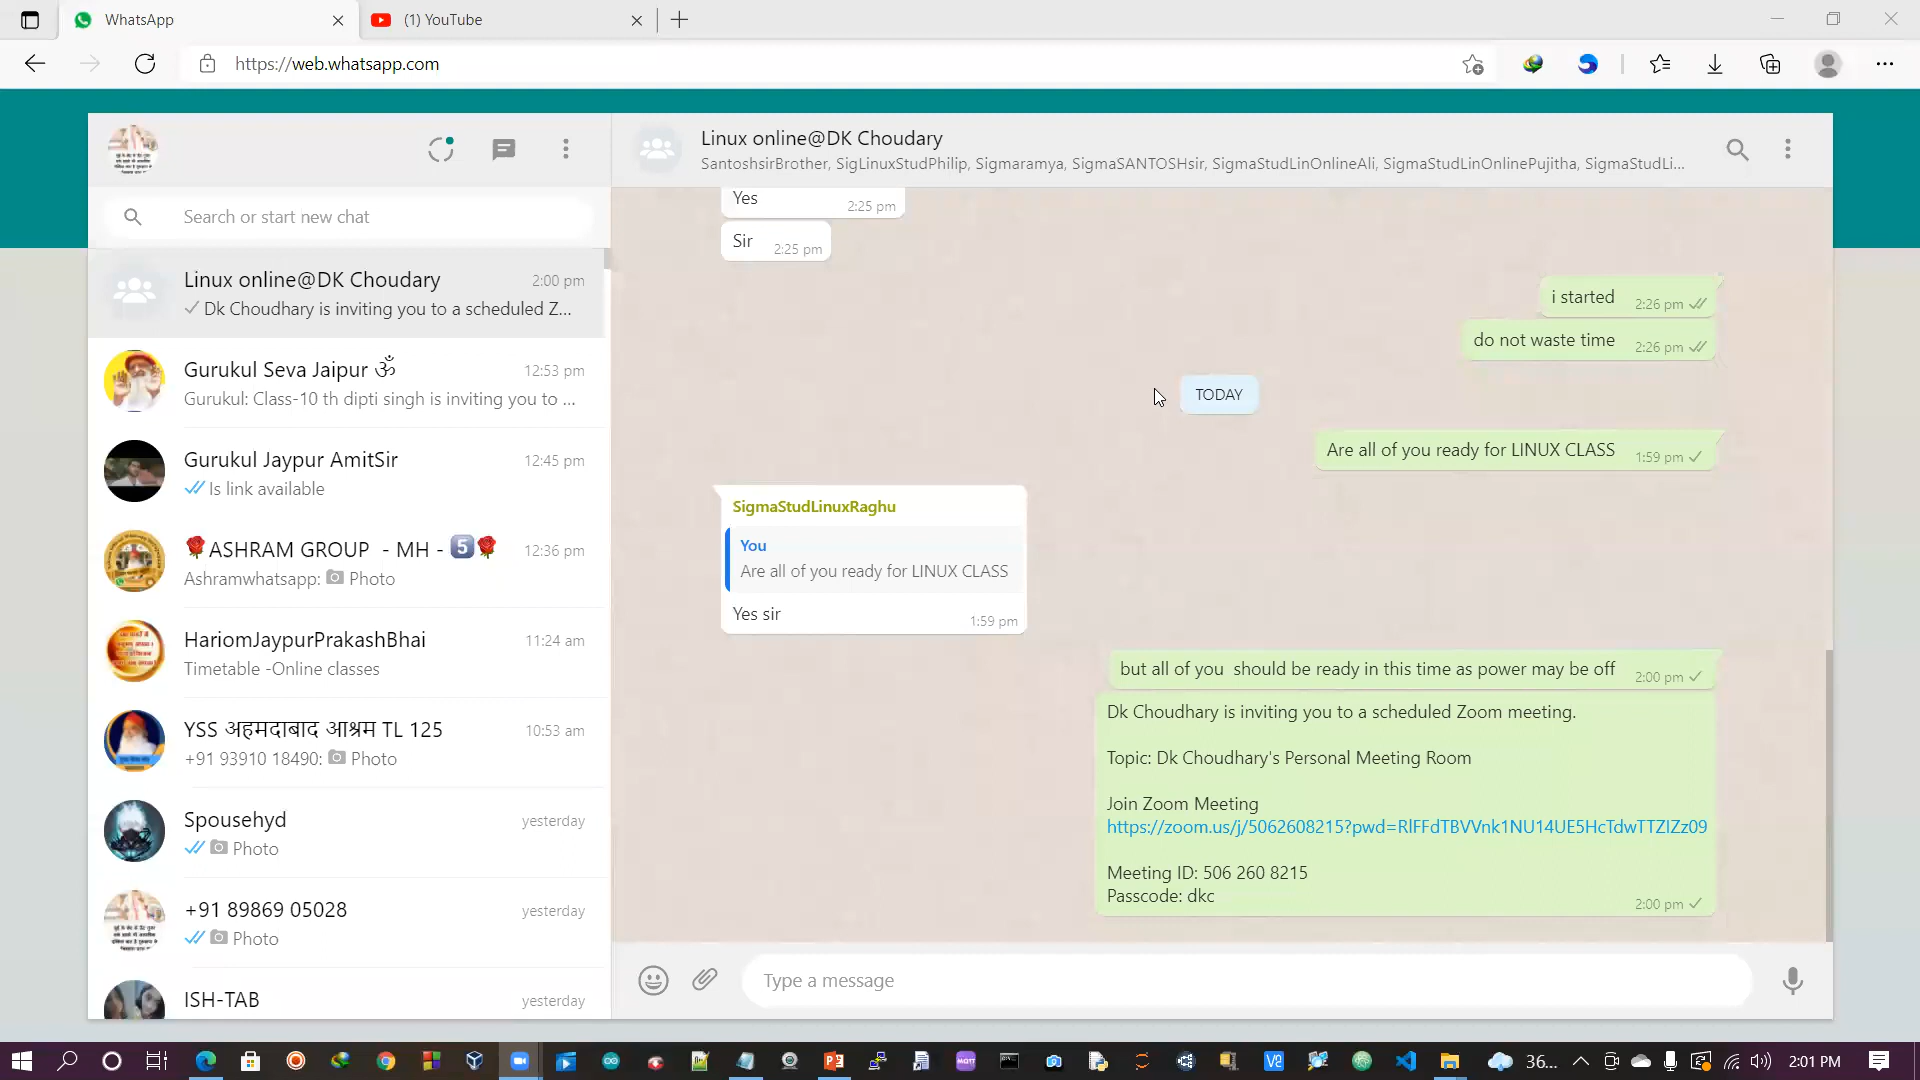 WhatsApp
(1) YouTube
https://web.whatsapp.com
Search or start new chat
Linux online@DK Choudary
2:00 pm
Dk Choudhary is inviting you to a scheduled Z...
Gurukul Seva Jaipur ॐ
12:53 pm
Gurukul: Class-10 th dipti singh is inviting you to ...
Gurukul Jaypur AmitSir
12:45 pm
Is link available
🌹ASHRAM GROUP - MH - 5️⃣🌹
12:36 pm
Ashramwhatsapp: Photo
HariomJaypurPrakashBhai
11:24 am
Timetable -Online classes
YSS अहमदाबाद आश्रम TL 125
10:53 am
+91 93910 18490: Photo
Spousehyd
yesterday
Photo
+91 89869 05028
yesterday
Photo
ISH-TAB
yesterday
Linux online@DK Choudary
SantoshsirBrother, SigLinuxStudPhilip, Sigmaramya, SigmaSANTOSHsir, SigmaStudLinOnlineAli, SigmaStudLinOnlinePujitha, SigmaStudLi...
Yes
2:25 pm
Sir
2:25 pm
i started
2:26 pm
do not waste time
2:26 pm
TODAY
Are all of you ready for LINUX CLASS
1:59 pm
SigmaStudLinuxRaghu
You
Are all of you ready for LINUX CLASS
Yes sir
1:59 pm
but all of you should be ready in this time as power may be off
2:00 pm
Dk Choudhary is inviting you to a scheduled Zoom meeting.
Topic: Dk Choudhary's Personal Meeting Room
Join Zoom Meeting
https://zoom.us/j/5062608215?pwd=RlFFdTBVVnk1NU14UE5HcTdwTTZIZz09
Meeting ID: 506 260 8215
Passcode: dkc
2:00 pm
Type a message
36...
2:01 PM